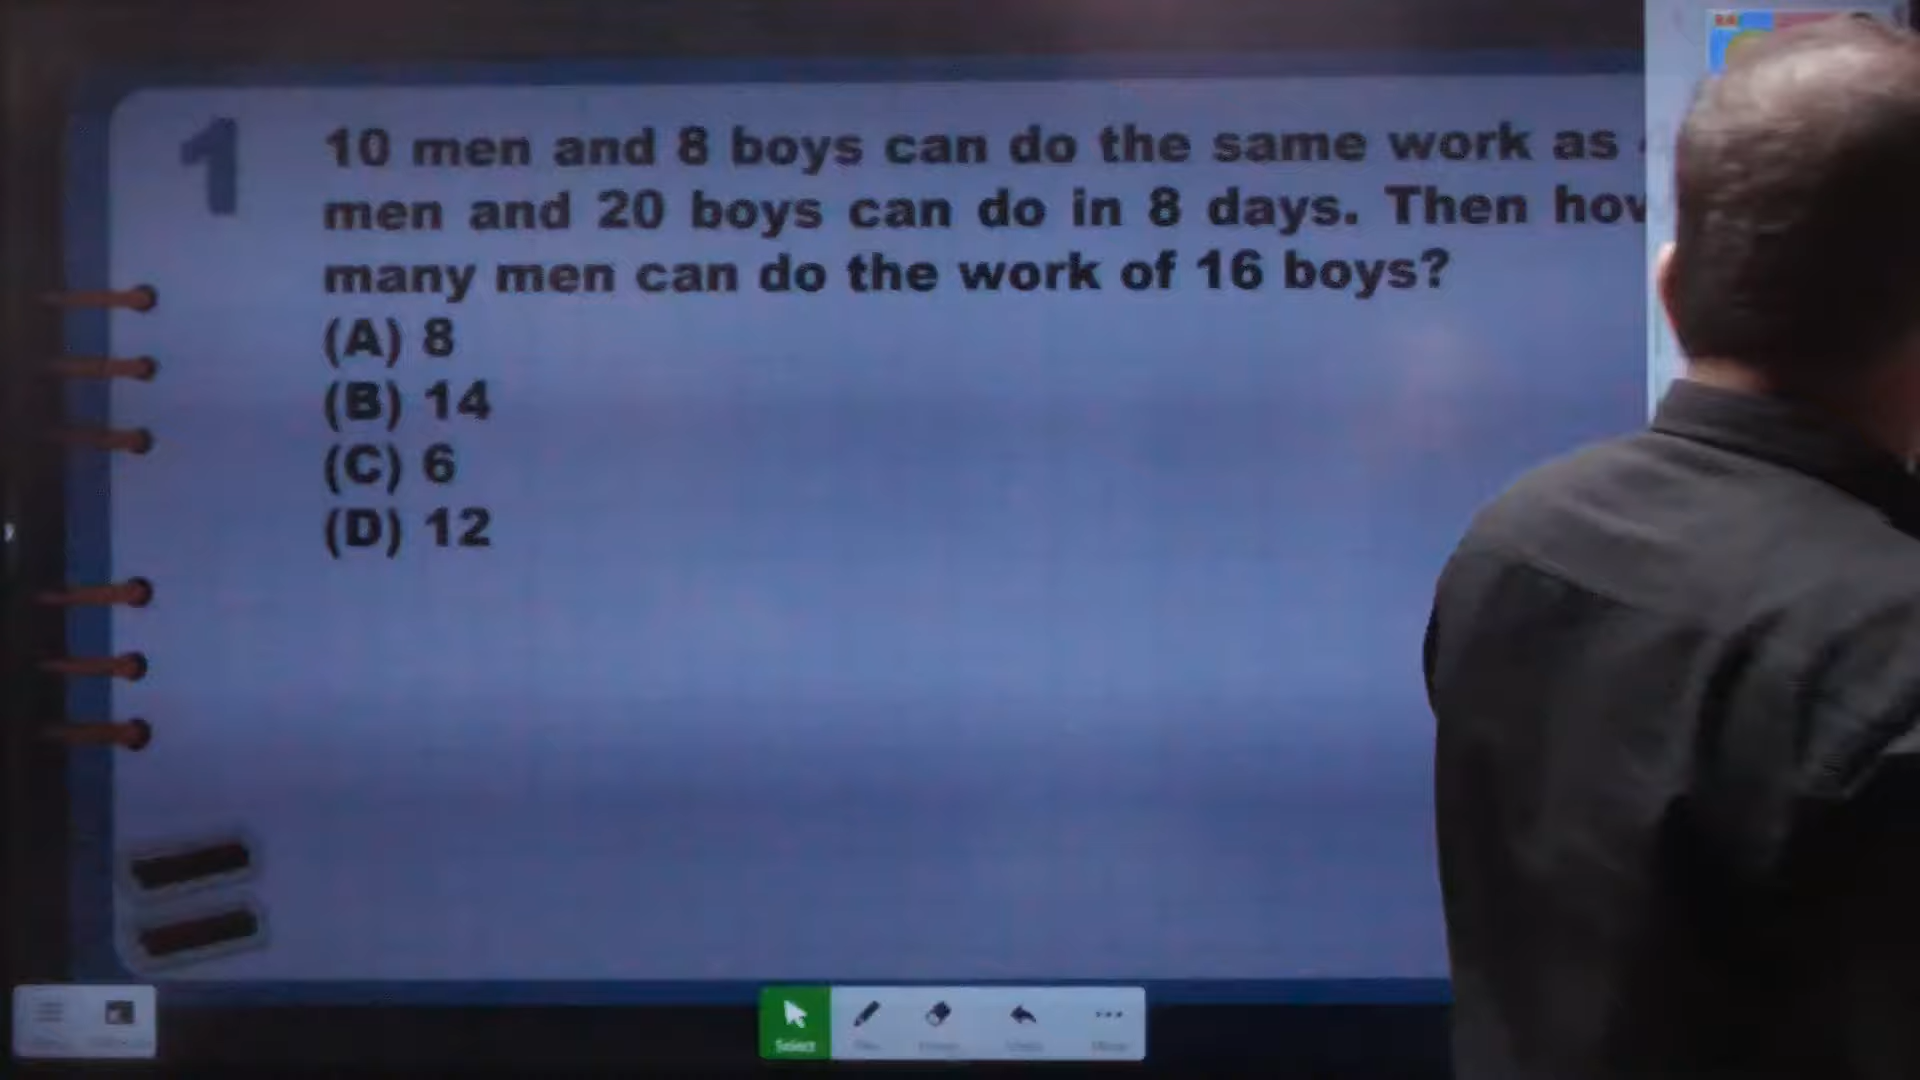 1
10 men and 8 boys can do the same work as
men and 20 boys can do in 8 days. Then how
many men can do the work of 16 boys?
(A) 8
(B) 14
(C) 6
(D) 12
Select